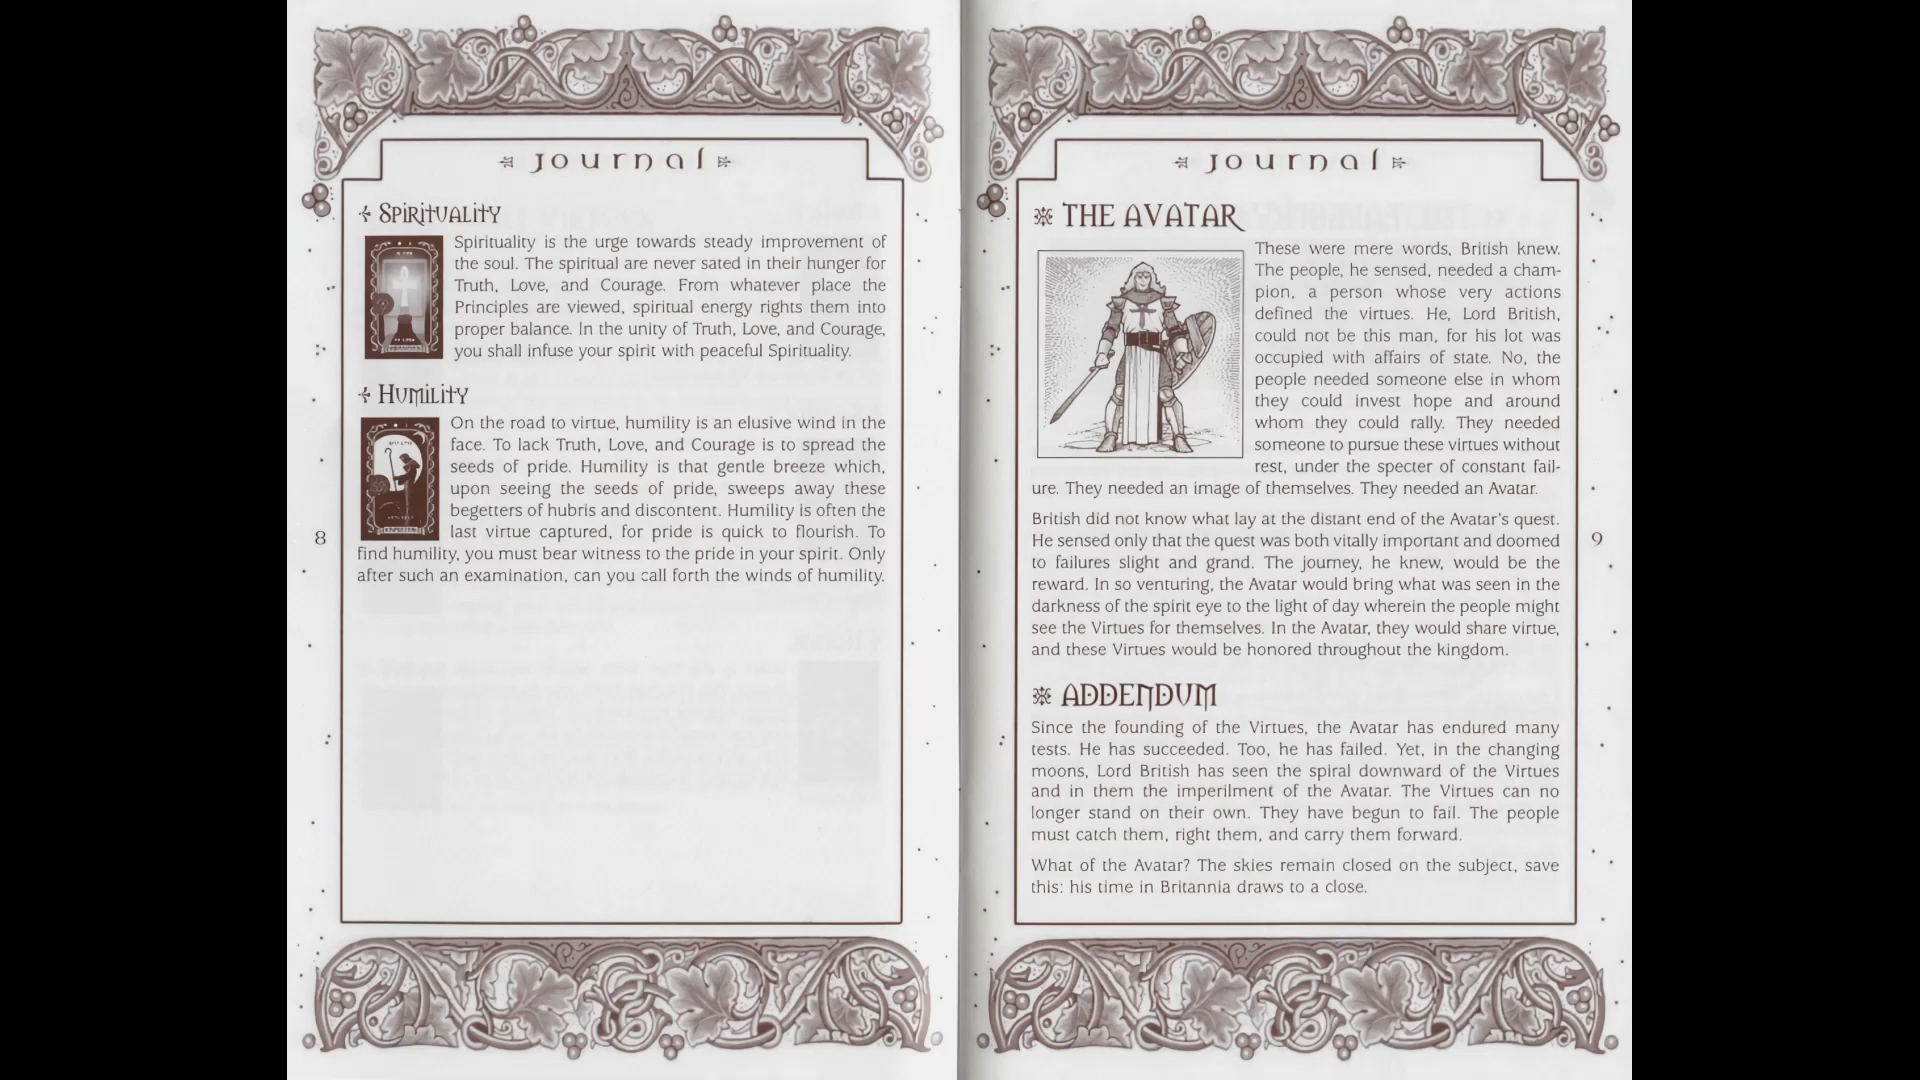 Journal
Spirituality
Spirituality is the urge towards steady improvement of
the soul. The spiritual are never sated in their hunger for
Truth, Love, and Courage. From whatever place the
Principles are viewed, spiritual energy rights them into
proper balance. In the unity of Truth, Love, and Courage,
you shall infuse your spirit with peaceful Spirituality.
Humility
On the road to virtue, humility is an elusive wind in the
face. To lack Truth, Love, and Courage is to spread the
seeds of pride. Humility is that gentle breeze which,
upon seeing the seeds of pride, sweeps away these
begetters of hubris and discontent. Humility is often the
last virtue captured, for pride is quick to flourish. To
find humility, you must bear witness to the pride in your spirit. Only
after such an examination, can you call forth the winds of humility.
8
Journal
THE AVATAR
These were mere words, British knew.
The people, he sensed, needed a cham-
pion, a person whose very actions
defined the virtues. He, Lord British,
could not be this man, for his lot was
occupied with affairs of state. No, the
people needed someone else in whom
they could invest hope and around
whom they could rally. They needed
someone to pursue these virtues without
rest, under the specter of constant fail-
ure. They needed an image of themselves. They needed an Avatar.
British did not know what lay at the distant end of the Avatar's quest.
He sensed only that the quest was both vitally important and doomed
to failures slight and grand. The journey, he knew, would be the
reward. In so venturing, the Avatar would bring what was seen in the
darkness of the spirit eye to the light of day wherein the people might
see the Virtues for themselves. In the Avatar, they would share virtue,
and these Virtues would be honored throughout the kingdom.
ADDENDUM
Since the founding of the Virtues, the Avatar has endured many
tests. He has succeeded. Too, he has failed. Yet, in the changing
moons, Lord British has seen the spiral downward of the Virtues
and in them the imperilment of the Avatar. The Virtues can no
longer stand on their own. They have begun to fail. The people
must catch them, right them, and carry them forward.
What of the Avatar? The skies remain closed on the subject, save
this: his time in Britannia draws to a close.
9